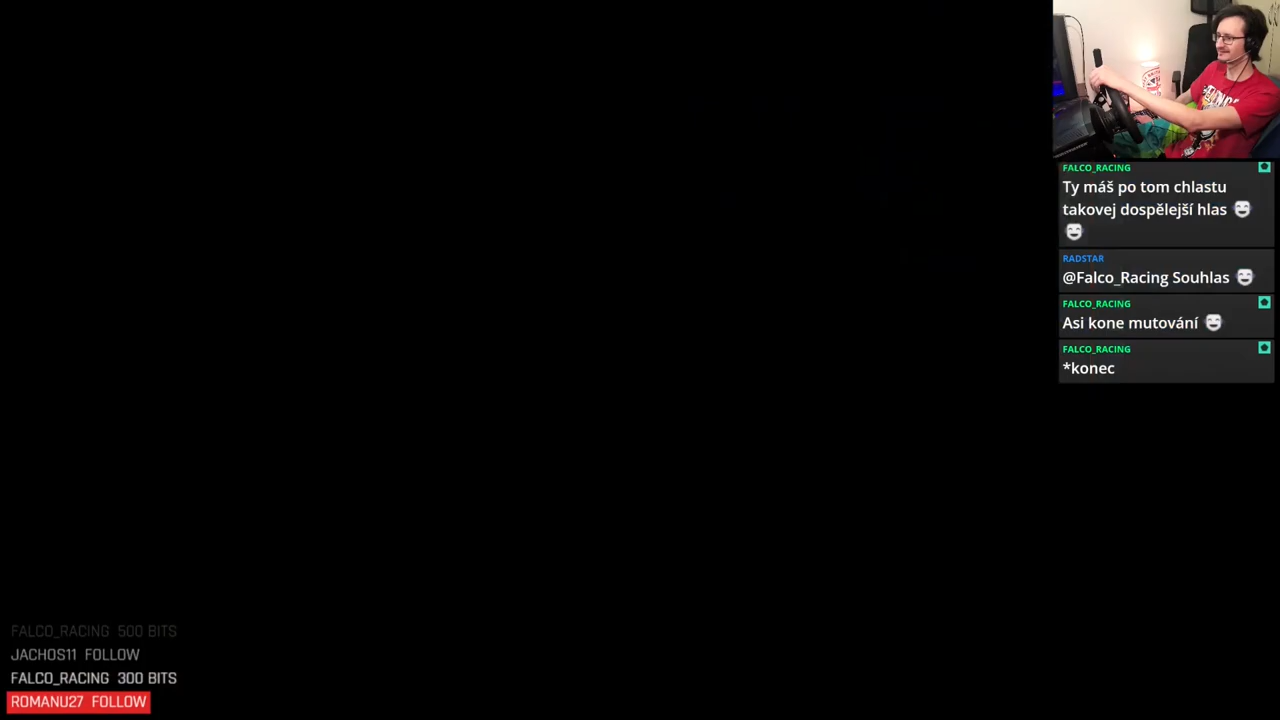 FALCO_RACING
Ty máš po tom chlastu
takovej dospělejší hlas
RADSTAR
@Falco_Racing Souhlas
FALCO_RACING
Asi kone mutování
FALCO_RACING
*konec
FALCO_RACING 500 BITS
JACHOS11 FOLLOW
FALCO_RACING 300 BITS
ROMANU27 FOLLOW